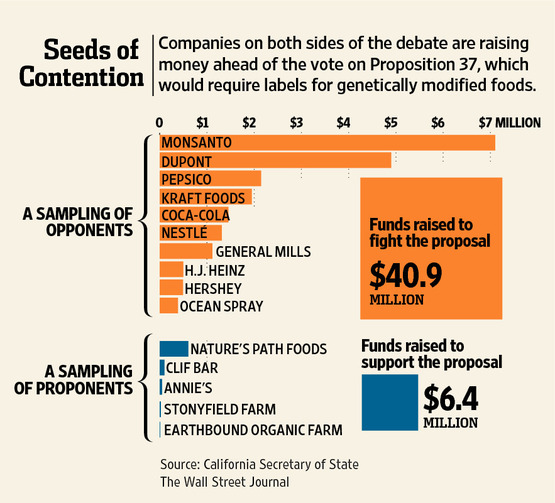 Seeds of
Contention
Companies on both sides of the debate are raising
money ahead of the vote on Proposition 37, which
would require labels for genetically modified foods.
0 $1 $2 $3 $4 $5 $6 $7 MILLION
A SAMPLING OF
OPPONENTS
MONSANTO
DUPONT
PEPSICO
KRAFT FOODS
COCA-COLA
NESTLÉ
GENERAL MILLS
H.J. HEINZ
HERSHEY
OCEAN SPRAY
Funds raised to
fight the proposal
$40.9
MILLION
A SAMPLING
OF PROPONENTS
NATURE'S PATH FOODS
CLIF BAR
ANNIE'S
STONYFIELD FARM
EARTHBOUND ORGANIC FARM
Funds raised to
support the proposal
$6.4
MILLION
Source: California Secretary of State
The Wall Street Journal